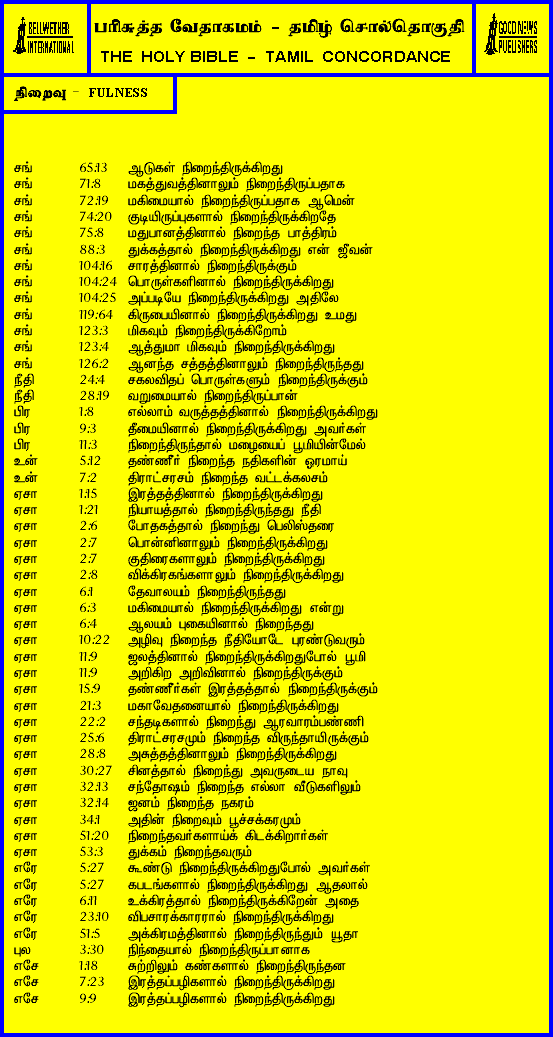 BELLWETHER
INTERNATIONAL
பரிசுத்த வேதாகமம் - தமிழ் சொல்தொகுதி
THE HOLY BIBLE - TAMIL CONCORDANCE
GOOD NEWS
PUBLISHERS
நிறைவு - FULNESS
சங் 65:13 ஆடுகள் நிறைந்திருக்கிறது
சங் 71:8 மகத்துவத்தினாலும் நிறைந்திருப்பதாக
சங் 72:19 மகிமையால் நிறைந்திருப்பதாக ஆமென்
சங் 74:20 குடியிருப்புகளால் நிறைந்திருக்கிறதே
சங் 75:8 மதுபானத்தினால் நிறைந்த பாத்திரம்
சங் 88:3 துக்கத்தால் நிறைந்திருக்கிறது என் ஜீவன்
சங் 104:16 சாரத்தினால் நிறைந்திருக்கும்
சங் 104:24 பொருள்களினால் நிறைந்திருக்கிறது
சங் 104:25 அப்படியே நிறைந்திருக்கிறது அதிலே
சங் 119:64 கிருபையினால் நிறைந்திருக்கிறது உமது
சங் 123:3 மிகவும் நிறைந்திருக்கிறோம்
சங் 123:4 ஆத்துமா மிகவும் நிறைந்திருக்கிறது
சங் 126:2 ஆனந்த சத்தத்தினாலும் நிறைந்திருந்தது
நீதி 24:4 சகலவிதப் பொருள்களும் நிறைந்திருக்கும்
நீதி 28:19 வறுமையால் நிறைந்திருப்பான்
பிர 1:8 எல்லாம் வருத்தத்தினால் நிறைந்திருக்கிறது
பிர 9:3 தீமையினால் நிறைந்திருக்கிறது அவர்கள்
பிர 11:3 நிறைந்திருந்தால் மழையைப் பூமியின்மேல்
உன் 5:12 தண்ணீர் நிறைந்த நதிகளின் ஓரமாய்
உன் 7:2 திராட்சரசம் நிறைந்த வட்டக்கலசம்
ஏசா 1:15 இரத்தத்தினால் நிறைந்திருக்கிறது
ஏசா 1:21 நியாயத்தால் நிறைந்திருந்தது நீதி
ஏசா 2:6 போதகத்தால் நிறைந்து பெலிஸ்தரை
ஏசா 2:7 பொன்னினாலும் நிறைந்திருக்கிறது
ஏசா 2:7 குதிரைகளாலும் நிறைந்திருக்கிறது
ஏசா 2:8 விக்கிரகங்களாலும் நிறைந்திருக்கிறது
ஏசா 6:1 தேவாலயம் நிறைந்திருந்தது
ஏசா 6:3 மகிமையால் நிறைந்திருக்கிறது என்று
ஏசா 6:4 ஆலயம் புகையினால் நிறைந்தது
ஏசா 10:22 அழிவு நிறைந்த நீதியோடே புரண்டுவரும்
ஏசா 11:9 ஜலத்தினால் நிறைந்திருக்கிறதுபோல் பூமி
ஏசா 11:9 அறிகிற அறிவினால் நிறைந்திருக்கும்
ஏசா 15:9 தண்ணீர்கள் இரத்தத்தால் நிறைந்திருக்கும்
ஏசா 21:3 மகாவேதனையால் நிறைந்திருக்கிறது
ஏசா 22:2 சந்தடிகளால் நிறைந்து ஆரவாரம்பண்ணி
ஏசா 25:6 திராட்சரசமும் நிறைந்த விருந்தாயிருக்கும்
ஏசா 28:8 அசுத்தத்தினாலும் நிறைந்திருக்கிறது
ஏசா 30:27 சினத்தால் நிறைந்து அவருடைய நாவு
ஏசா 32:13 சந்தோஷம் நிறைந்த எல்லா வீடுகளிலும்
ஏசா 32:14 ஜனம் நிறைந்த நகரம்
ஏசா 34:1 அதின் நிறைவும் பூச்சக்கரமும்
ஏசா 51:20 நிறைந்தவர்களாய்க் கிடக்கிறார்கள்
ஏசா 53:3 துக்கம் நிறைந்தவரும்
எரே 5:27 கூண்டு நிறைந்திருக்கிறதுபோல் அவர்கள்
எரே 5:27 கபடங்களால் நிறைந்திருக்கிறது ஆதலால்
எரே 6:11 உக்கிரத்தால் நிறைந்திருக்கிறேன் அதை
எரே 23:10 விபசாரக்காரரால் நிறைந்திருக்கிறது
எரே 51:5 அக்கிரமத்தினால் நிறைந்திருந்தும் யூதா
புல 3:30 நிந்தையால் நிறைந்திருப்பானாக
எசே 1:18 சுற்றிலும் கண்களால் நிறைந்திருந்தன
எசே 7:23 இரத்தப்பழிகளால் நிறைந்திருக்கிறது
எசே 9:9 இரத்தப்பழிகளால் நிறைந்திருக்கிறது